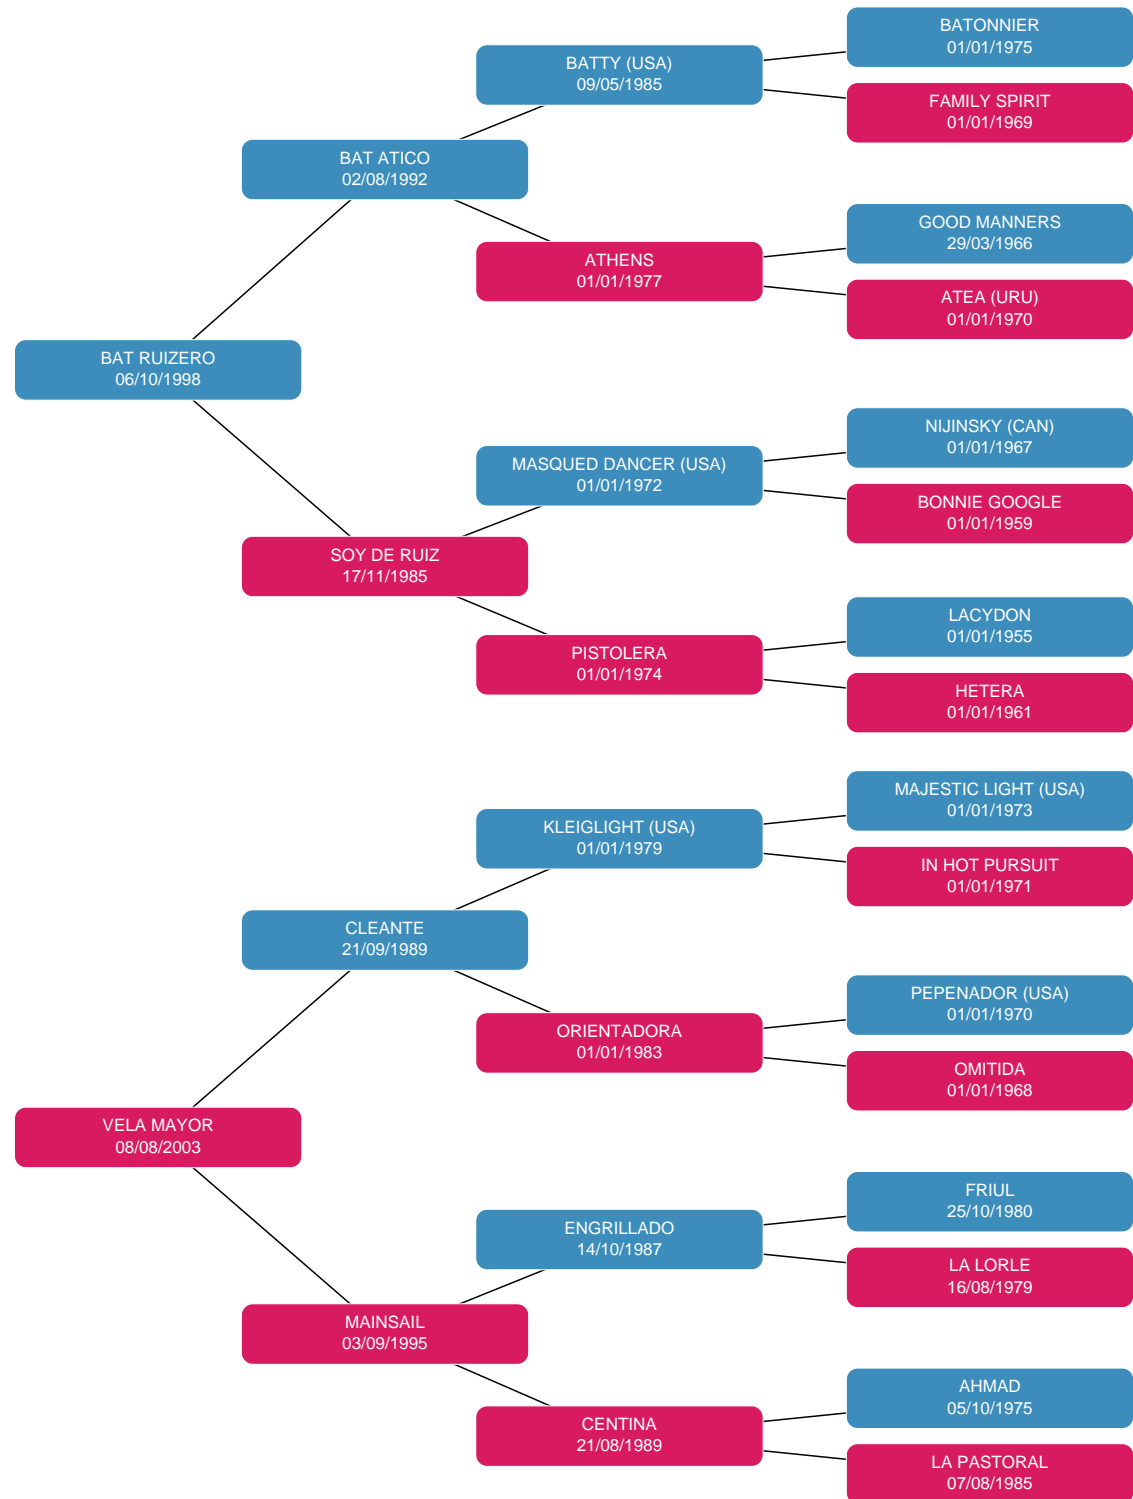 BATONNIER
01/01/1975
BATTY (USA)
09/05/1985
FAMILY SPIRIT
01/01/1969
BAT ATICO
02/08/1992
GOOD MANNERS
29/03/1966
ATHENS
01/01/1977
ATEA (URU)
01/01/1970
BAT RUIZERO
06/10/1998
NIJINSKY (CAN)
01/01/1967
MASQUED DANCER (USA)
01/01/1972
BONNIE GOOGLE
01/01/1959
SOY DE RUIZ
17/11/1985
LACYDON
01/01/1955
PISTOLERA
01/01/1974
HETERA
01/01/1961
MAJESTIC LIGHT (USA)
01/01/1973
KLEIGLIGHT (USA)
01/01/1979
IN HOT PURSUIT
01/01/1971
CLEANTE
21/09/1989
PEPENADOR (USA)
01/01/1970
ORIENTADORA
01/01/1983
OMITIDA
01/01/1968
VELA MAYOR
08/08/2003
FRIUL
25/10/1980
ENGRILLADO
14/10/1987
LA LORLE
16/08/1979
MAINSAIL
03/09/1995
AHMAD
05/10/1975
CENTINA
21/08/1989
LA PASTORAL
07/08/1985